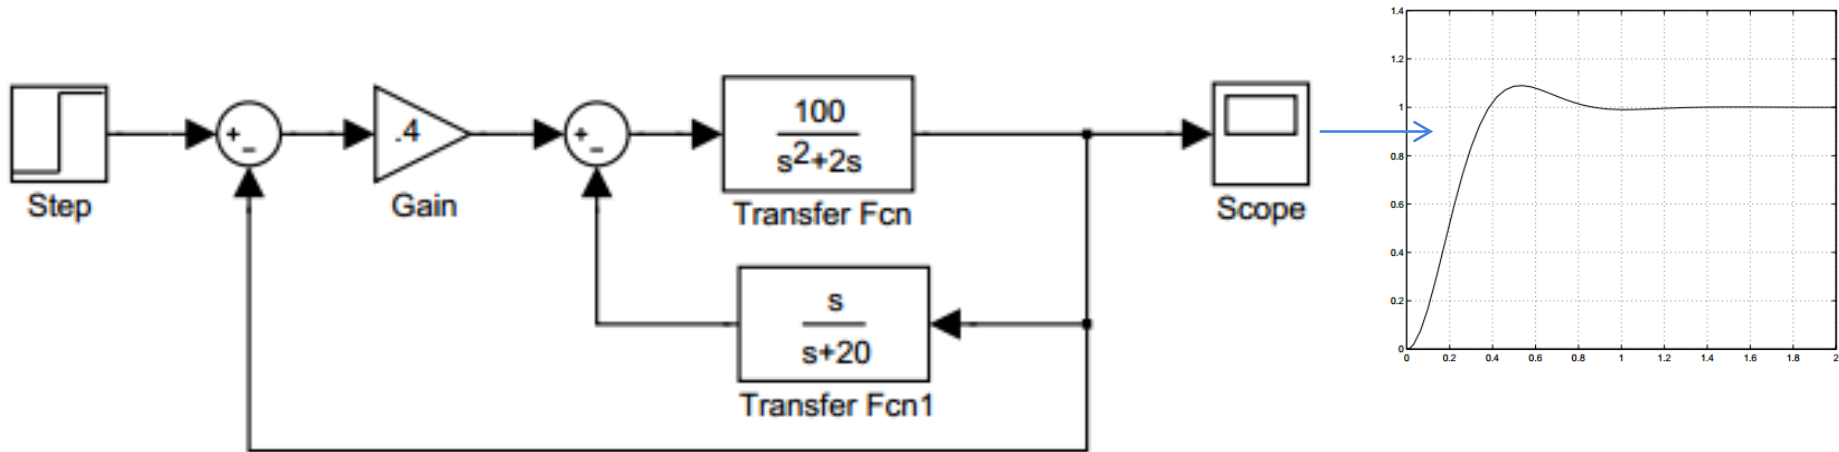 Step
+
−
.4
Gain
+
−
100
s2+2s
Transfer Fcn
s
s+20
Transfer Fcn1
Scope
1.4
1.2
1
0.8
0.6
0.4
0.2
0
0 0.2 0.4 0.6 0.8 1 1.2 1.4 1.6 1.8 2